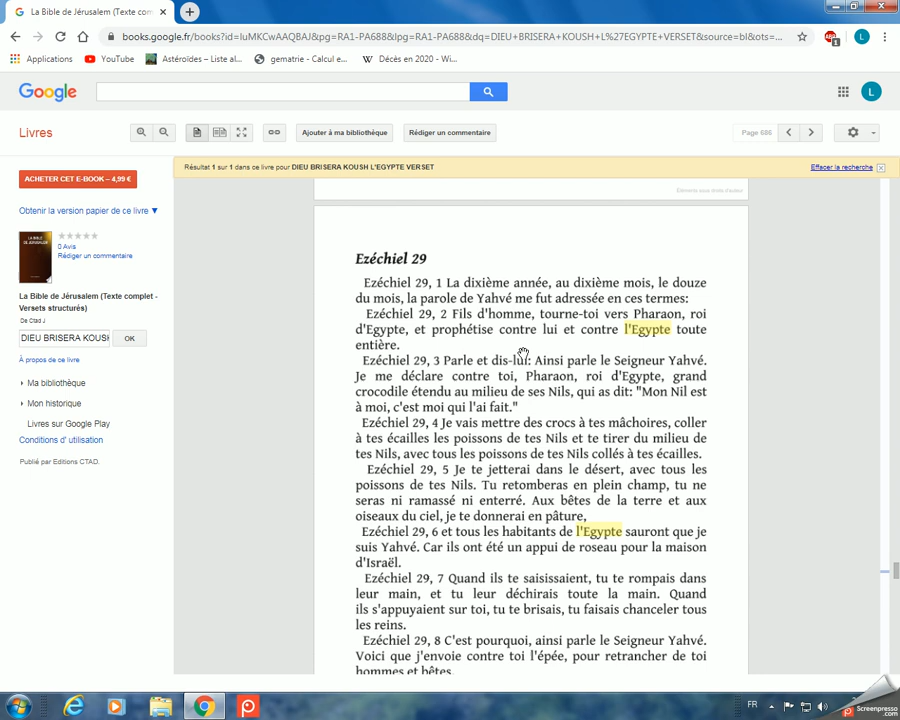 La Bible de Jérusalem (Texte com
books.google.fr/books?id=luMKCwAAQBAJ&pg=RA1-PA688&lpg=RA1-PA688&dq=DIEU+BRISERA+KOUSH+L%27EGYPTE+VERSET&source=bl&ots=...
1
L
Applications
YouTube
Astéroïdes – Liste al...
gematrie - Calcul e...
W Décès en 2020 - Wi...
Google
L
Livres
Ajouter à ma bibliothèque
Rédiger un commentaire
Page 686
Résultat 1 sur 1 dans ce livre pour DIEU BRISERA KOUSH L'EGYPTE VERSET
Effacer la recherche
ACHETER CET E-BOOK – 4,99 €
Obtenir la version papier de ce livre ▼
LA BIBLE
DE JÉRUSALEM
0 Avis
Rédiger un commentaire
La Bible de Jérusalem (Texte complet -
Versets structurés)
De Ctad J
DIEU BRISERA KOUSH
OK
À propos de ce livre
Ma bibliothèque
Mon historique
Livres sur Google Play
Conditions d' utilisation
Publié par Editions CTAD.
Ezéchiel 29
Ezéchiel 29, 1 La dixième année, au dixième mois, le douze
du mois, la parole de Yahvé me fut adressée en ces termes:
Ezéchiel 29, 2 Fils d'homme, tourne-toi vers Pharaon, roi
d'Egypte, et prophétise contre lui et contre l'Egypte toute
entière.
Ezéchiel 29, 3 Parle et dis-lui: Ainsi parle le Seigneur Yahvé.
Je me déclare contre toi, Pharaon, roi d'Egypte, grand
crocodile étendu au milieu de ses Nils, qui as dit: "Mon Nil est
à moi, c'est moi qui l'ai fait."
Ezéchiel 29, 4 Je vais mettre des crocs à tes mâchoires, coller
à tes écailles les poissons de tes Nils et te tirer du milieu de
tes Nils, avec tous les poissons de tes Nils collés à tes écailles.
Ezéchiel 29, 5 Je te jetterai dans le désert, avec tous les
poissons de tes Nils. Tu retomberas en plein champ, tu ne
seras ni ramassé ni enterré. Aux bêtes de la terre et aux
oiseaux du ciel, je te donnerai en pâture,
Ezéchiel 29, 6 et tous les habitants de l'Egypte sauront que je
suis Yahvé. Car ils ont été un appui de roseau pour la maison
d'Israël.
Ezéchiel 29, 7 Quand ils te saisissaient, tu te rompais dans
leur main, et tu leur déchirais toute la main. Quand
ils s'appuyaient sur toi, tu te brisais, tu faisais chanceler tous
les reins.
Ezéchiel 29, 8 C'est pourquoi, ainsi parle le Seigneur Yahvé.
Voici que j'envoie contre toi l'épée, pour retrancher de toi
hommes et bêtes.
FR
Screenpresso
.com